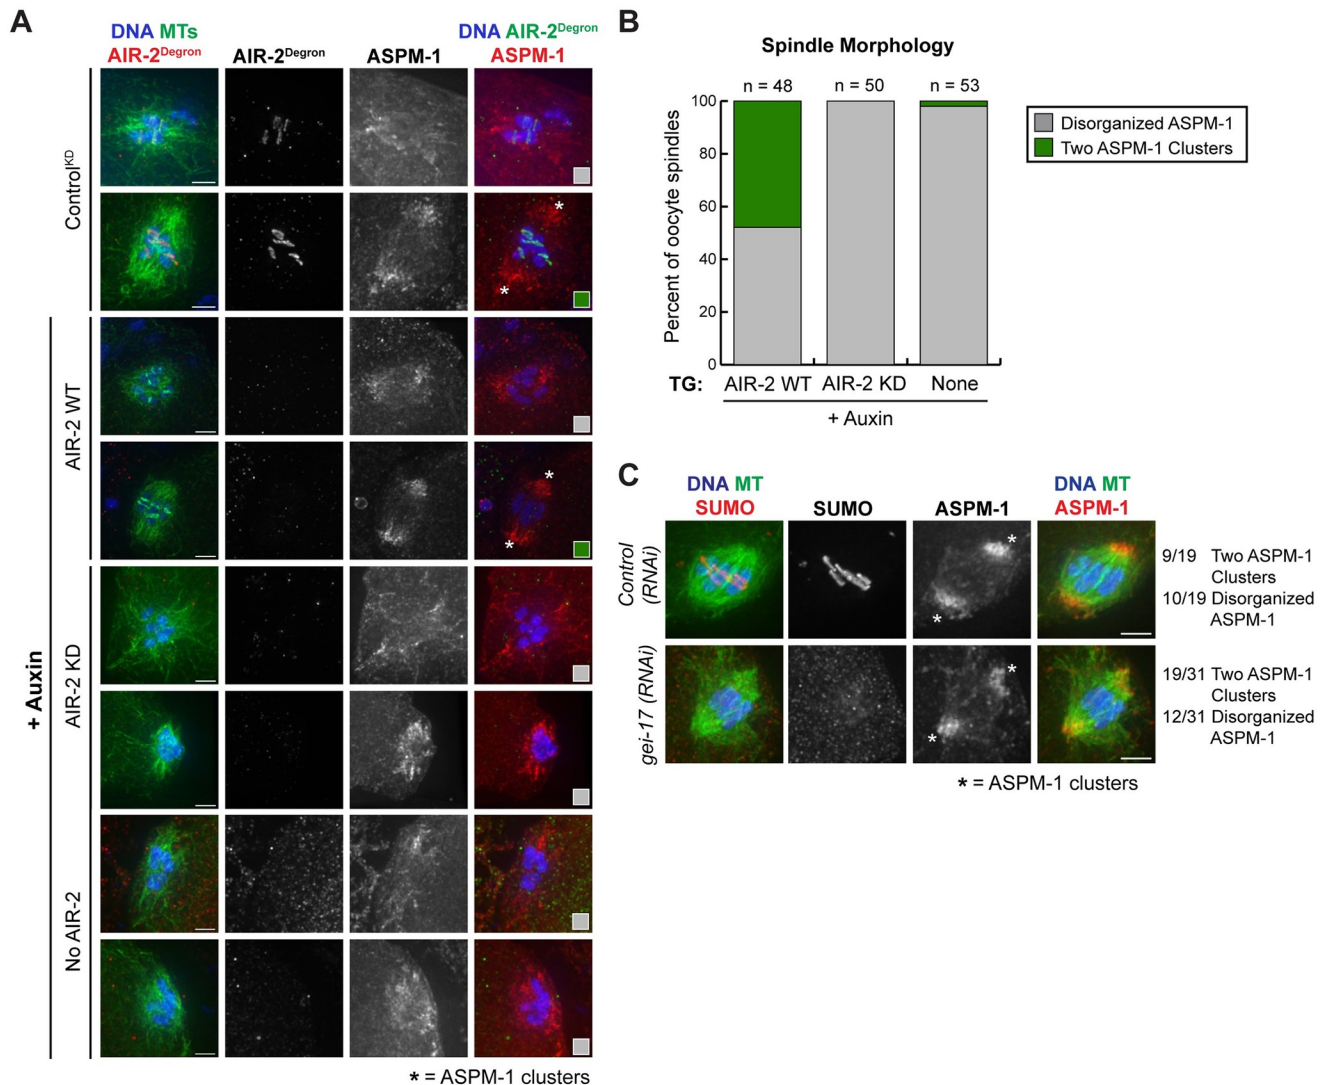 A
DNA MTs
AIR-2Degron
AIR-2Degron
ASPM-1
DNA AIR-2Degron
ASPM-1
ControlKD
+ Auxin
AIR-2 WT
AIR-2 KD
No AIR-2
* = ASPM-1 clusters
B
Spindle Morphology
n = 48
n = 50
n = 53
Percent of oocyte spindles
100
80
60
40
20
0
TG:
AIR-2 WT
AIR-2 KD
None
+ Auxin
Disorganized ASPM-1
Two ASPM-1 Clusters
C
DNA MT
SUMO
SUMO
ASPM-1
DNA MT
ASPM-1
Control
(RNAi)
*
*
9/19 Two ASPM-1
Clusters
10/19 Disorganized
ASPM-1
gei-17 (RNAi)
*
*
19/31 Two ASPM-1
Clusters
12/31 Disorganized
ASPM-1
* = ASPM-1 clusters